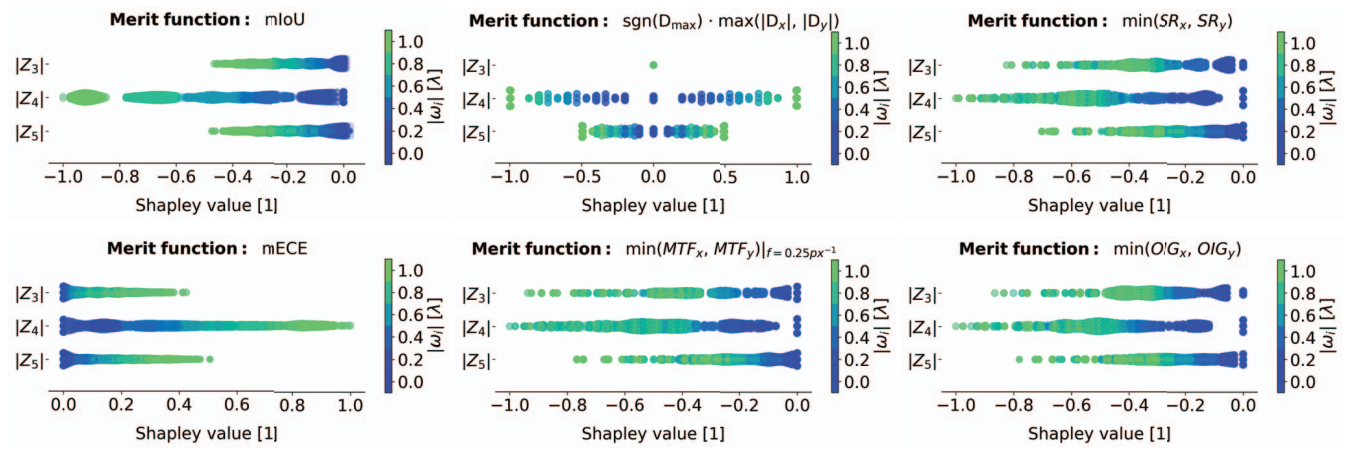 Merit function : mIoU
|Z3|
|Z4|
|Z5|
−1.0 −0.8 −0.6 −0.4 −0.2 0.0
Shapley value [1]
1.0
0.8
0.6
0.4
0.2
0.0
|ωi| [λ]
Merit function : sgn(Dmax) · max(|Dx|, |Dy|)
|Z3|
|Z4|
|Z5|
−1.0 −0.5 0.0 0.5 1.0
Shapley value [1]
1.0
0.8
0.6
0.4
0.2
0.0
|ωi| [λ]
Merit function : min(SRx, SRy)
|Z3|
|Z4|
|Z5|
−1.0 −0.8 −0.6 −0.4 −0.2 0.0
Shapley value [1]
1.0
0.8
0.6
0.4
0.2
0.0
|ωi| [λ]
Merit function : mECE
|Z3|
|Z4|
|Z5|
0.0 0.2 0.4 0.6 0.8 1.0
Shapley value [1]
1.0
0.8
0.6
0.4
0.2
0.0
|ωi| [λ]
Merit function : min(MTFx, MTFy)|f = 0.25px−1
|Z3|
|Z4|
|Z5|
−1.0 −0.8 −0.6 −0.4 −0.2 0.0
Shapley value [1]
1.0
0.8
0.6
0.4
0.2
0.0
|ωi| [λ]
Merit function : min(OIGx, OIGy)
|Z3|
|Z4|
|Z5|
−1.0 −0.8 −0.6 −0.4 −0.2 0.0
Shapley value [1]
1.0
0.8
0.6
0.4
0.2
0.0
|ωi| [λ]